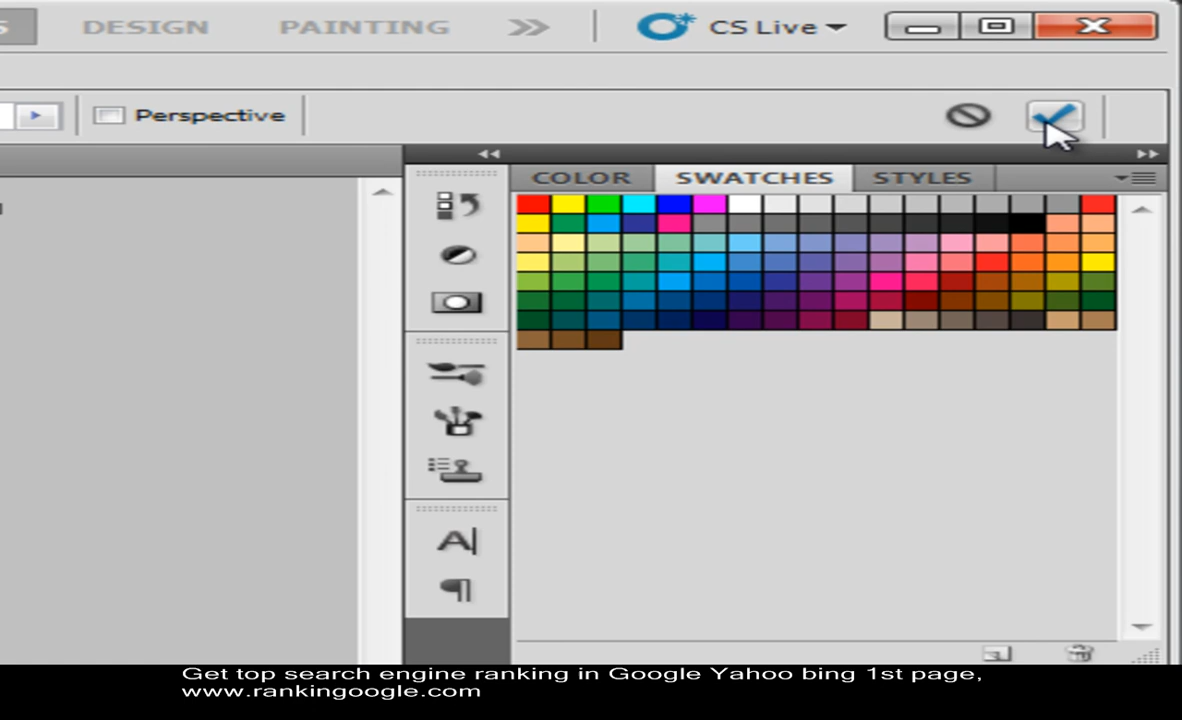 S DESIGN PAINTING CS Live
Perspective
COLOR SWATCHES STYLES
A
Get top search engine ranking in Google Yahoo bing 1st page,
www.rankingoogle.com